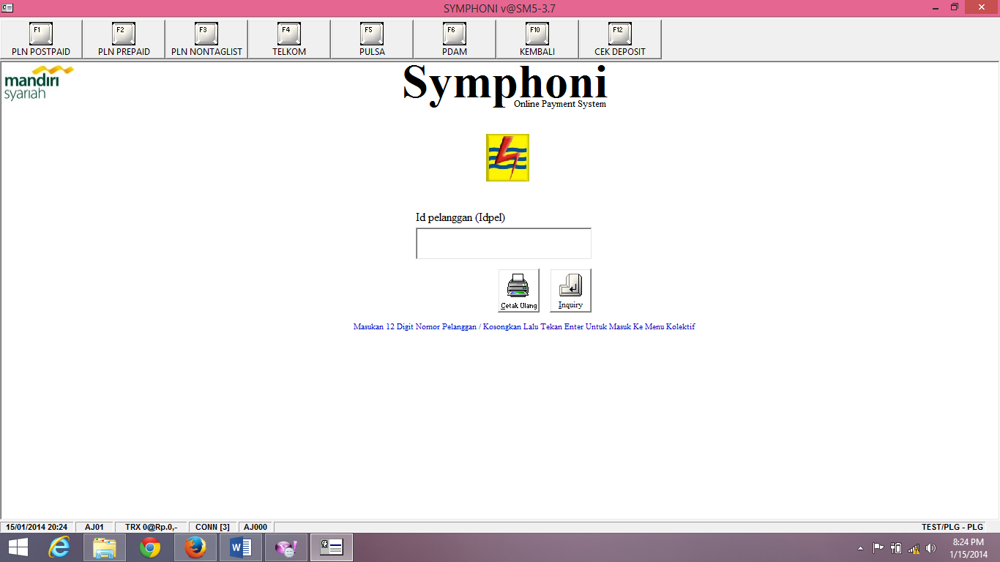 SYMPHONI v@SM5-3.7
F1 F2 F3 F4 F5 F6 F10 F12
PLN POSTPAID PLN PREPAID PLN NONTAGLIST TELKOM PULSA PDAM KEMBALI CEK DEPOSIT
mandiri
syariah
Symphoni
Online Payment System
Id pelanggan (Idpel)
Cetak Ulang Inquiry
Masukan 12 Digit Nomor Pelanggan / Kosongkan Lalu Tekan Enter Untuk Masuk Ke Menu Kolektif
15/01/2014 20:24 AJ01 TRX 0@Rp.0,- CONN [3] AJ000 TEST/PLG - PLG
8:24 PM
1/15/2014